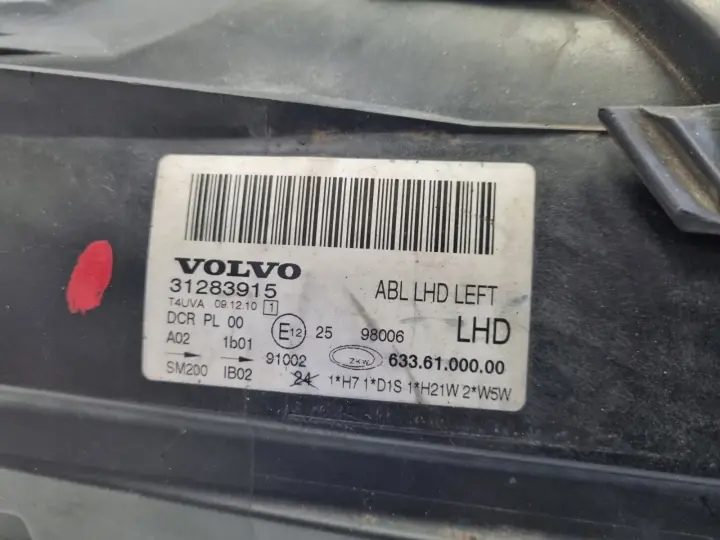 VOLVO
31283915 ABL LHD LEFT
T4UVA 09.12.10 1
DCR PL 00 E12 25 98006 LHD
A02 1b01 91002 ZKW 633.61.000.00
SM200 IB02 24 1*H7 1*D1S 1*H21W 2*W5W